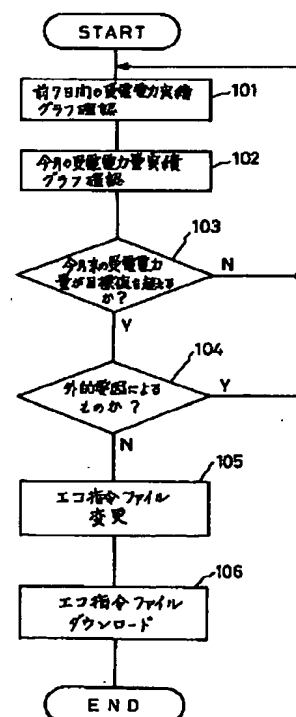 START
前7日間の受電電力実績
グラフ確認
101
今月の受電電力量実績
グラフ確認
102
103
今月末の受電電力
量が目標値を超える
か?
N
Y
104
外的要因による
ものか?
Y
N
105
エコ指令ファイル
変更
106
エコ指令ファイル
ダウンロード
END